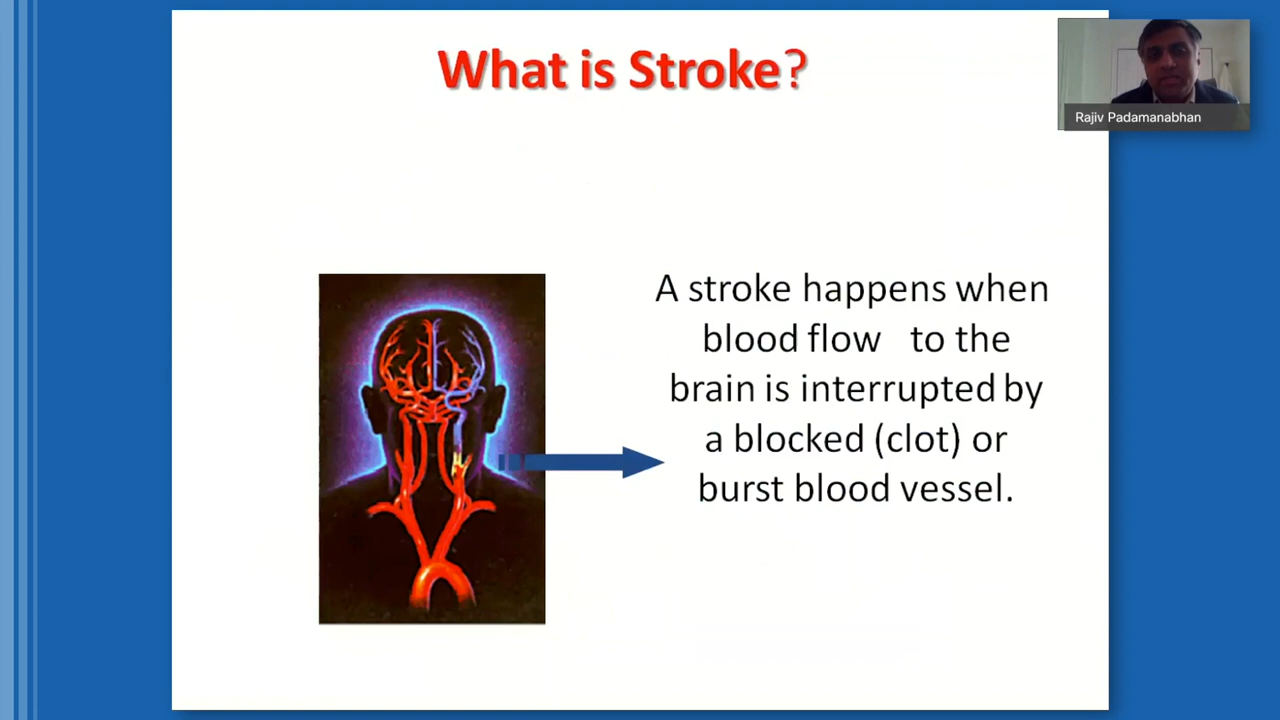 What is Stroke?
Rajiv Padamanabhan
A stroke happens when
blood flow to the
brain is interrupted by
a blocked (clot) or
burst blood vessel.